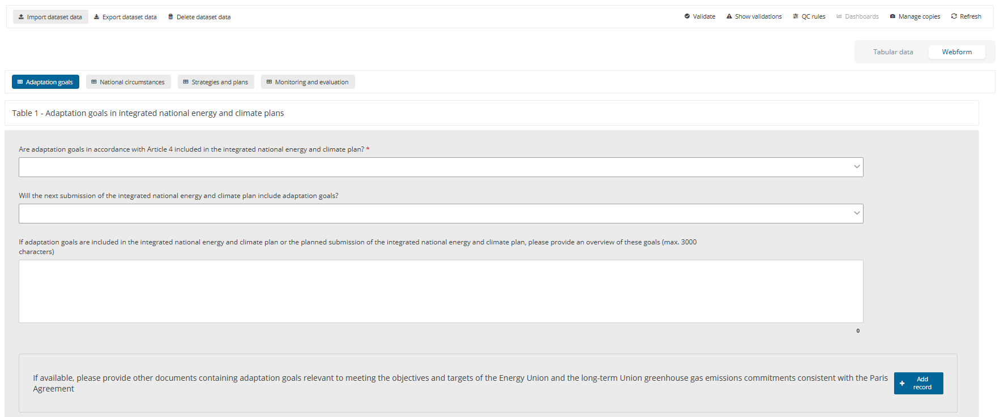 Import dataset data Export dataset data Delete dataset data Validate Show validations QC rules Dashboards Manage copies Refresh
Tabular data Webform
Adaptation goals National circumstances Strategies and plans Monitoring and evaluation
Table 1 - Adaptation goals in integrated national energy and climate plans
Are adaptation goals in accordance with Article 4 included in the integrated national energy and climate plan? *
Will the next submission of the integrated national energy and climate plan include adaptation goals?
If adaptation goals are included in the integrated national energy and climate plan or the planned submission of the integrated national energy and climate plan, please provide an overview of these goals (max. 3000
characters)
0
If available, please provide other documents containing adaptation goals relevant to meeting the objectives and targets of the Energy Union and the long-term Union greenhouse gas emissions commitments consistent with the Paris
Agreement
Add
record